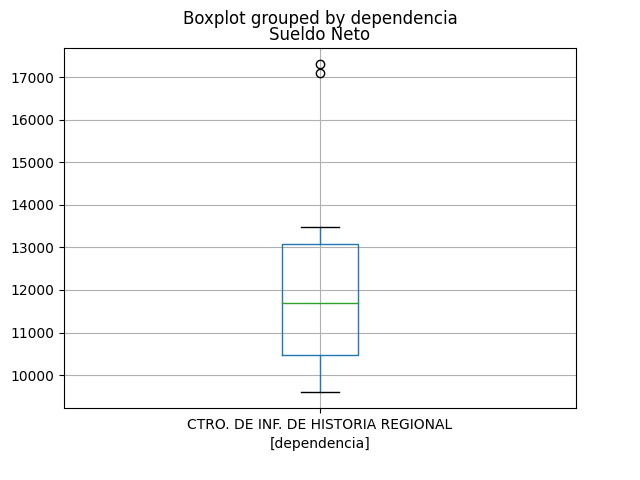 Boxplot grouped by dependencia
Sueldo Neto
17000
16000
15000
14000
13000
12000
11000
10000
CTRO. DE INF. DE HISTORIA REGIONAL
[dependencia]